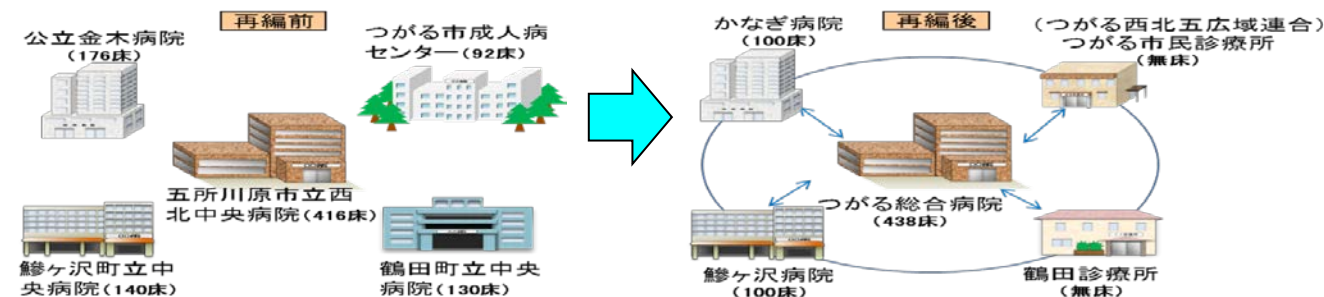 再編前
公立金木病院
(176床)
つがる市成人病
センター(92床)
五所川原市立西
北中央病院(416床)
鰺ヶ沢町立中
央病院(140床)
鶴田町立中央
病院(130床)
再編後
かなぎ病院
(100床)
(つがる西北五広域連合)
つがる市民診療所
(無床)
つがる総合病院
(438床)
鰺ヶ沢病院
(100床)
鶴田診療所
(無床)